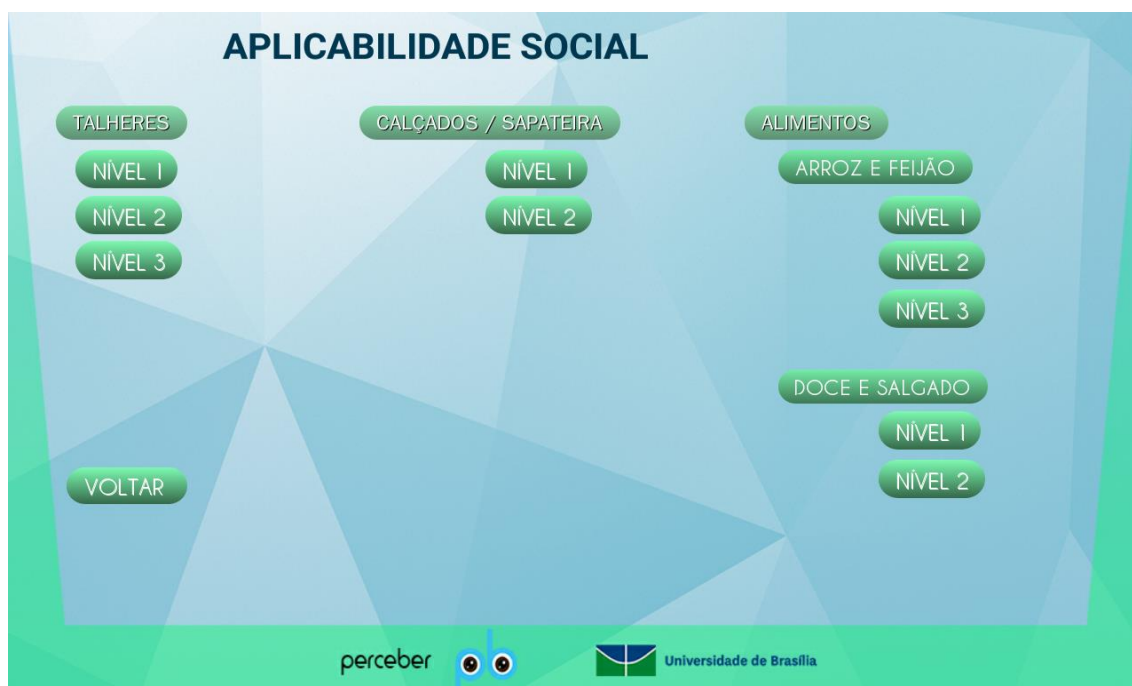 APLICABILIDADE SOCIAL
TALHERES
NÍVEL 1
NÍVEL 2
NÍVEL 3
CALÇADOS / SAPATEIRA
NÍVEL 1
NÍVEL 2
ALIMENTOS
ARROZ E FEIJÃO
NÍVEL 1
NÍVEL 2
NÍVEL 3
DOCE E SALGADO
NÍVEL 1
NÍVEL 2
VOLTAR
perceber pb
Universidade de Brasília